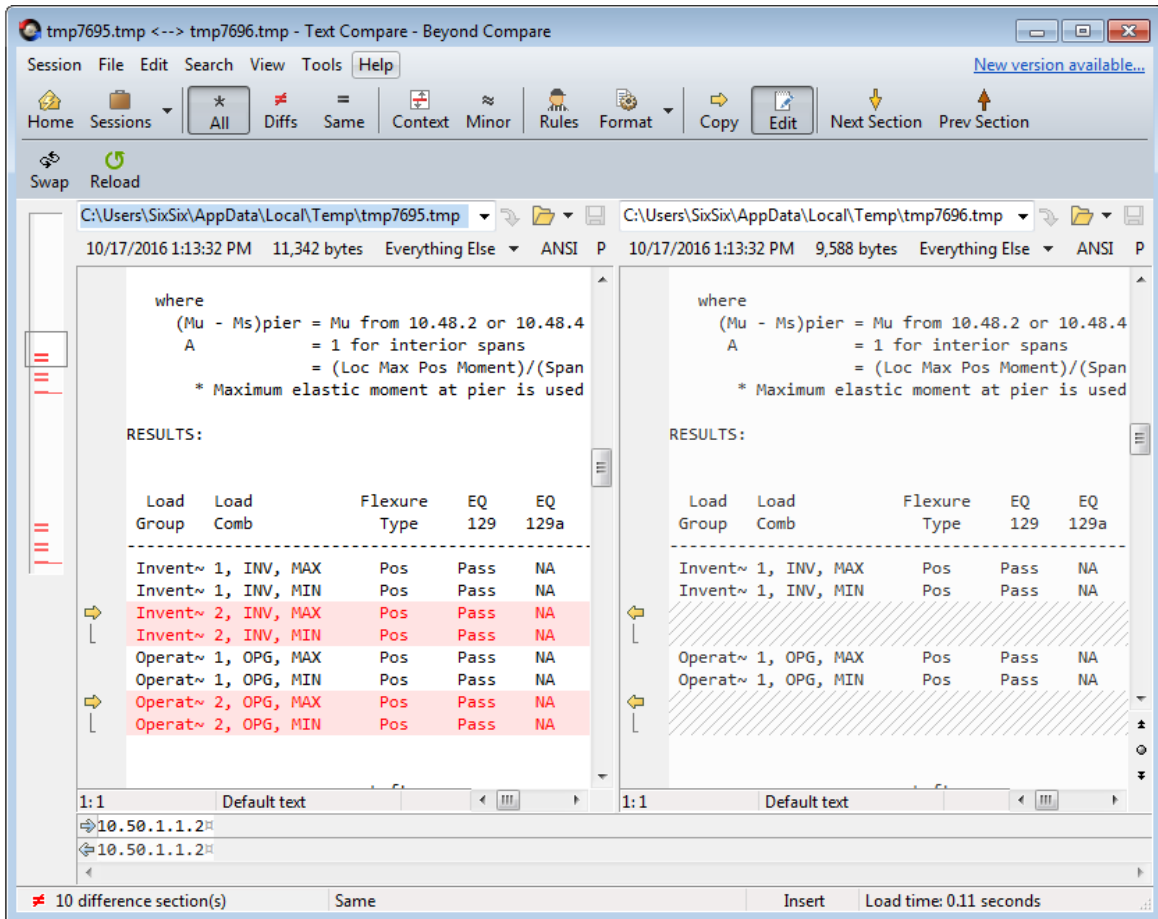 tmp7695.tmp <--> tmp7696.tmp - Text Compare - Beyond Compare
Session File Edit Search View Tools Help New version available...
Home Sessions All Diffs Same Context Minor Rules Format Copy Edit Next Section Prev Section
Swap Reload
C:\Users\SixSix\AppData\Local\Temp\tmp7695.tmp C:\Users\SixSix\AppData\Local\Temp\tmp7696.tmp
10/17/2016 1:13:32 PM 11,342 bytes Everything Else ANSI P 10/17/2016 1:13:32 PM 9,588 bytes Everything Else ANSI P
where
(Mu - Ms)pier = Mu from 10.48.2 or 10.48.4
A = 1 for interior spans
= (Loc Max Pos Moment)/(Span
* Maximum elastic moment at pier is used
RESULTS:
Load Load Flexure EQ EQ
Group Comb Type 129 129a
Invent~ 1, INV, MAX Pos Pass NA
Invent~ 1, INV, MIN Pos Pass NA
Invent~ 2, INV, MAX Pos Pass NA
Invent~ 2, INV, MIN Pos Pass NA
Operat~ 1, OPG, MAX Pos Pass NA
Operat~ 1, OPG, MIN Pos Pass NA
Operat~ 2, OPG, MAX Pos Pass NA
Operat~ 2, OPG, MIN Pos Pass NA
where
(Mu - Ms)pier = Mu from 10.48.2 or 10.48.4
A = 1 for interior spans
= (Loc Max Pos Moment)/(Span
* Maximum elastic moment at pier is used
RESULTS:
Load Load Flexure EQ EQ
Group Comb Type 129 129a
Invent~ 1, INV, MAX Pos Pass NA
Invent~ 1, INV, MIN Pos Pass NA
Operat~ 1, OPG, MAX Pos Pass NA
Operat~ 1, OPG, MIN Pos Pass NA
1: 1 Default text 1: 1 Default text
10.50.1.1.2¤
10.50.1.1.2¤
10 difference section(s) Same Insert Load time: 0.11 seconds